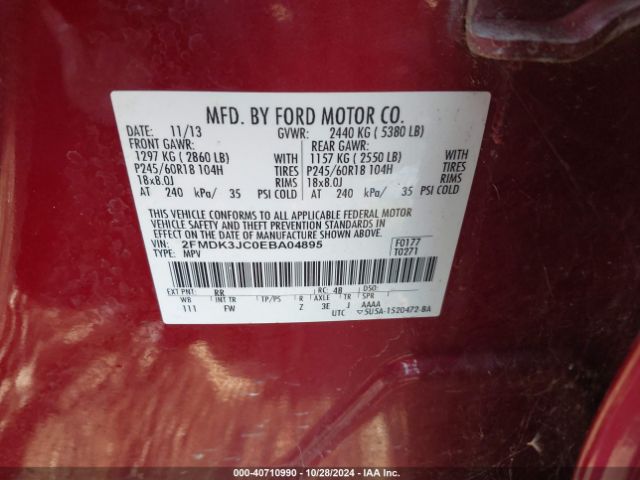 MFD. BY FORD MOTOR CO.
DATE: 11/13 GVWR: 2440 KG ( 5380 LB)
FRONT GAWR: REAR GAWR:
1297 KG ( 2860 LB) WITH 1157 KG ( 2550 LB) WITH
P245/60R18 104H TIRES P245/60R18 104H TIRES
18x8.0J RIMS 18x8.0J RIMS
AT 240 kPa/ 35 PSI COLD AT 240 kPa/ 35 PSI COLD
THIS VEHICLE CONFORMS TO ALL APPLICABLE FEDERAL MOTOR
VEHICLE SAFETY AND THEFT PREVENTION STANDARDS IN EFFECT ON
THE DATE OF MANUFACTURE SHOWN ABOVE.
VIN: 2FMDK3JC0EBA04895 F0177
TYPE: MPV T0271
EXT PNT: RR RC: 48 DSO:
WB INT TR TP/PS R AXLE TR SPR
111 FW Z 3E J AAAA
UTC ▽5U5A-1520472-BA
000-40710990 - 10/28/2024 - IAA Inc.